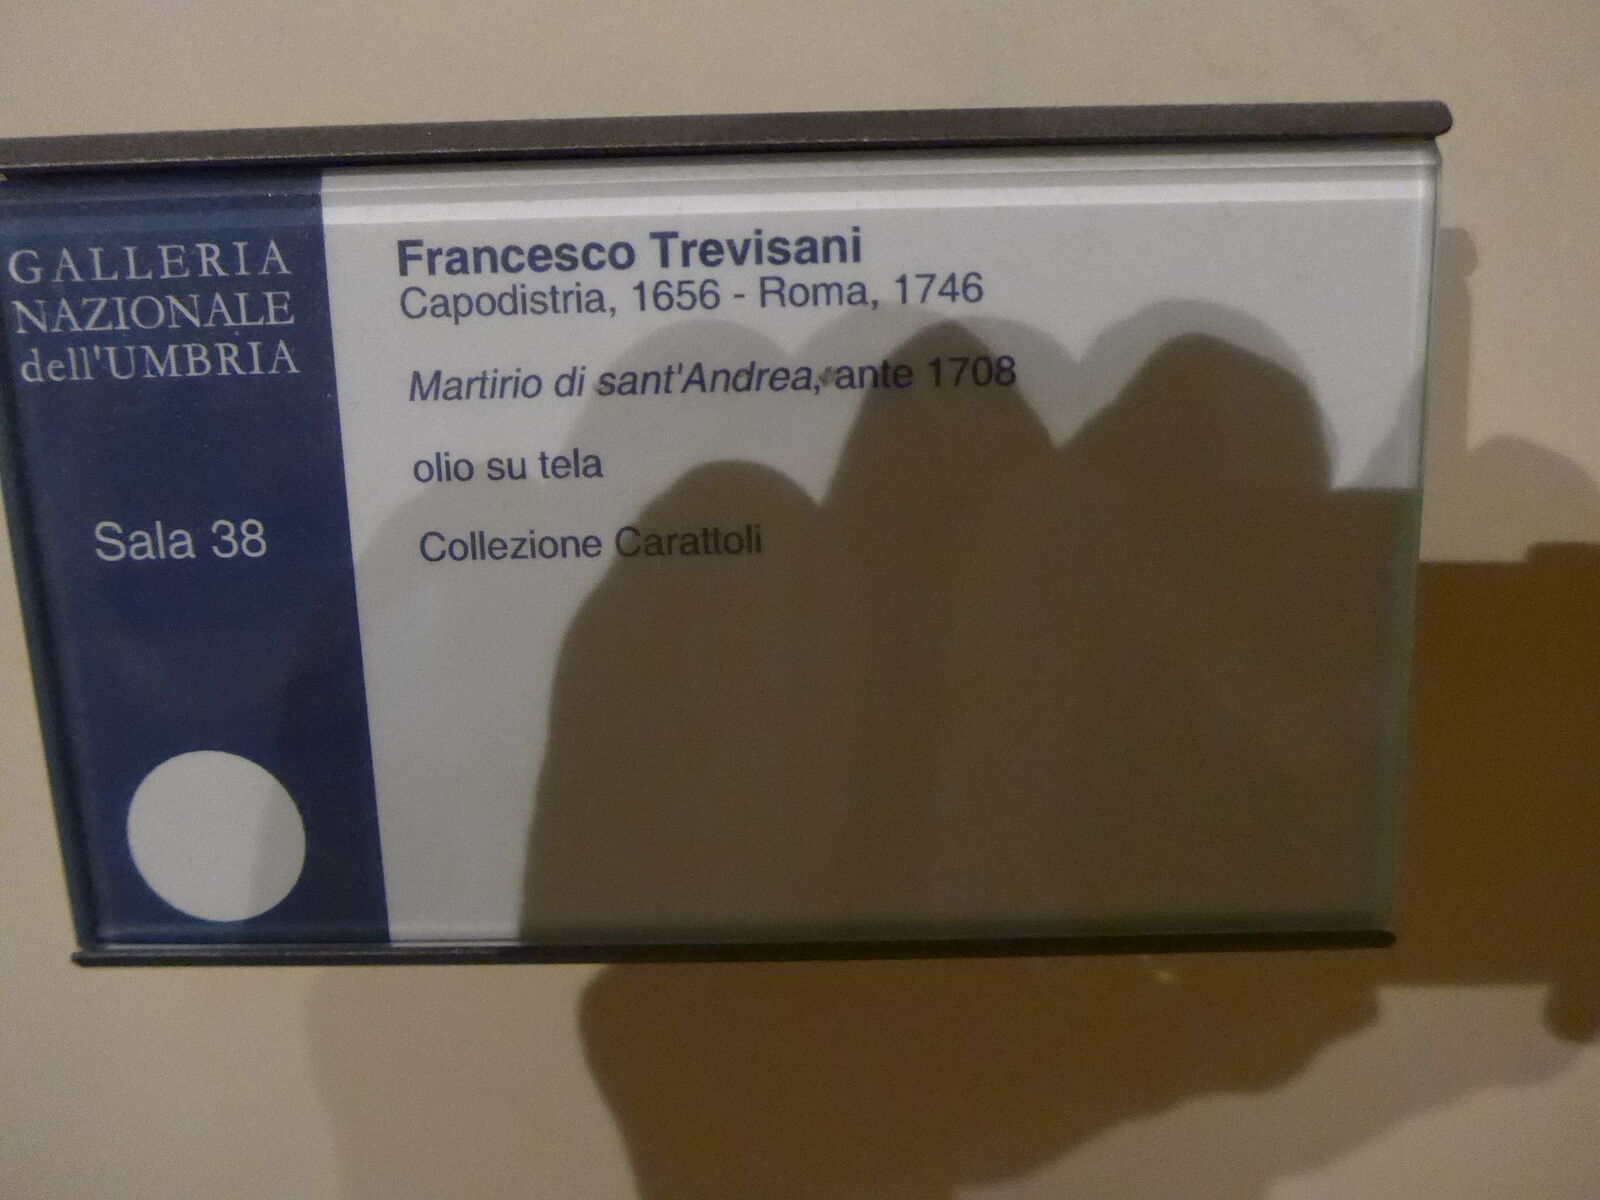 GALLERIA
NAZIONALE
dell'UMBRIA
Sala 38
Francesco Trevisani
Capodistria, 1656 - Roma, 1746
Martirio di sant'Andrea, ante 1708
olio su tela
Collezione Carattoli